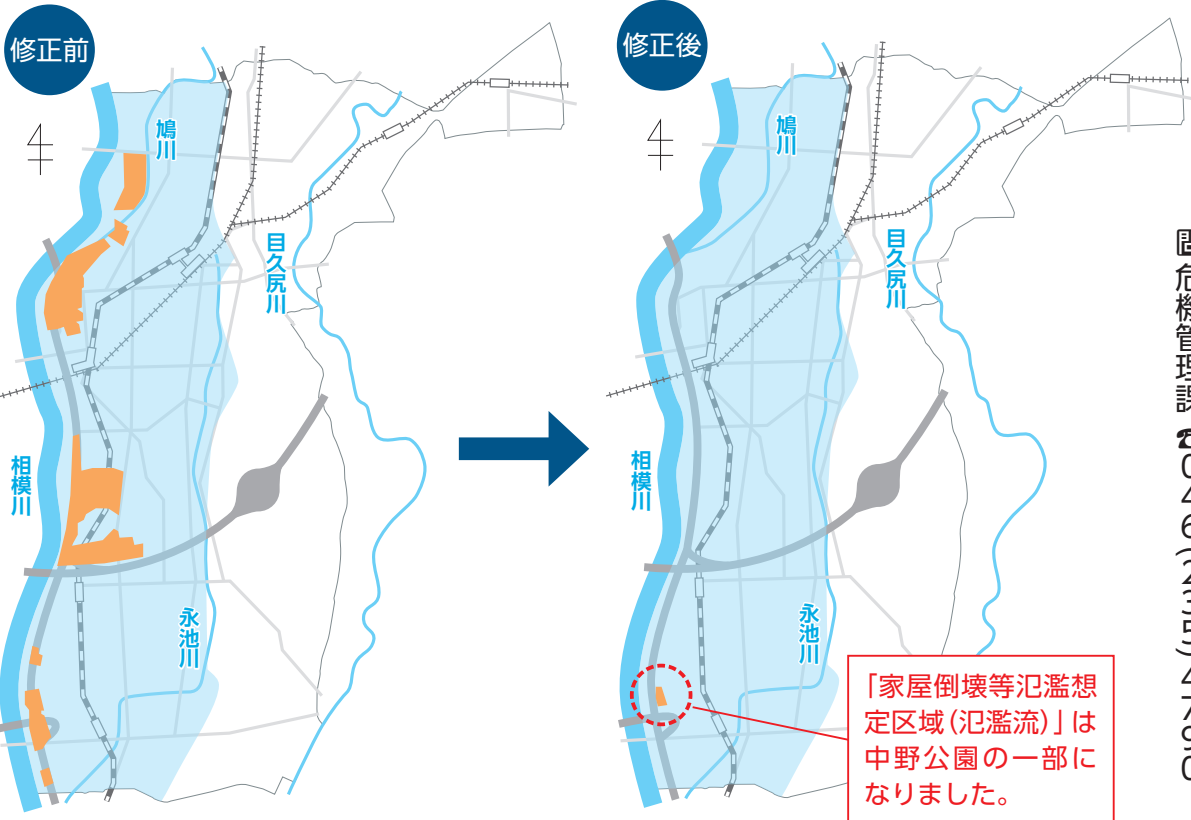 修正前
鳩川
目久尻川
相模川
永池川
修正後
鳩川
目久尻川
相模川
永池川
「家屋倒壊等氾濫想
定区域(氾濫流)」は
中野公園の一部に
なりました。
危機管理課☎046(235)4790